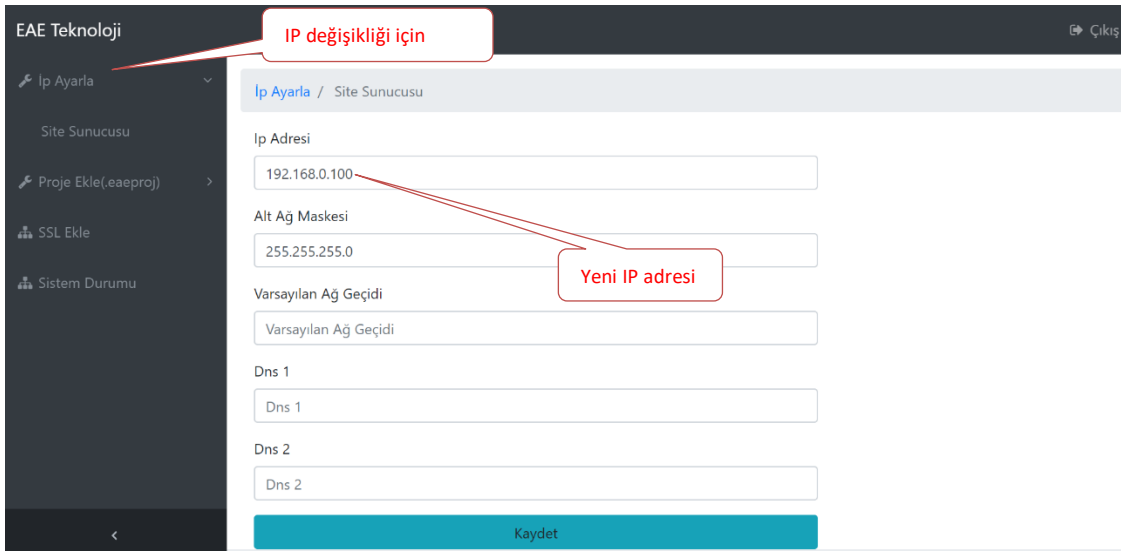 EAE Teknoloji
IP değişikliği için
Çıkış
İp Ayarla
Site Sunucusu
Proje Ekle(.eaeproj)
SSL Ekle
Sistem Durumu
İp Ayarla / Site Sunucusu
Ip Adresi
192.168.0.100
Alt Ağ Maskesi
255.255.255.0
Yeni IP adresi
Varsayılan Ağ Geçidi
Varsayılan Ağ Geçidi
Dns 1
Dns 1
Dns 2
Dns 2
Kaydet